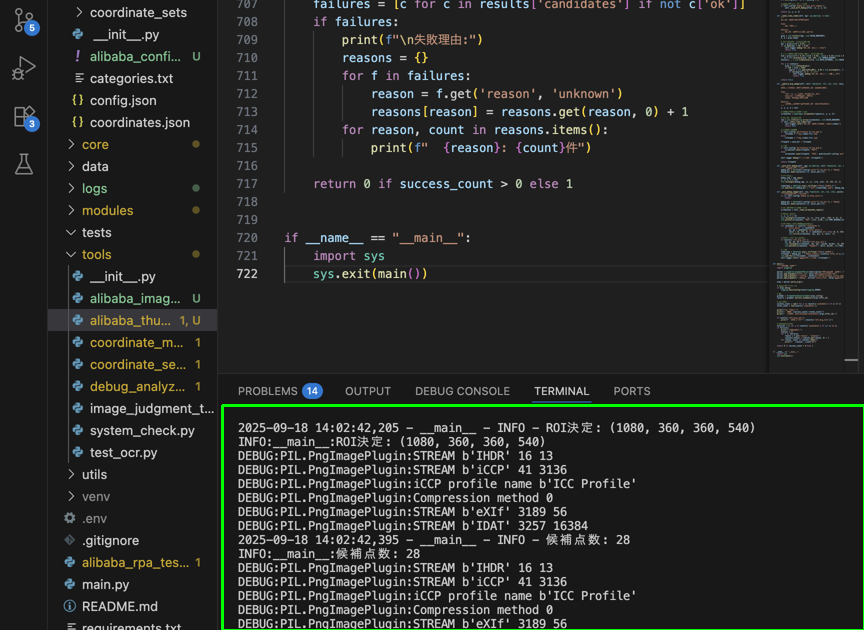 5
3
coordinate_sets
__init__.py
! alibaba_confi... U
categories.txt
{} config.json
{} coordinates.json
core
data
logs
modules
tests
tools
__init__.py
alibaba_imag... U
alibaba_thu... 1, U
coordinate_m... 1
coordinate_se... 1
debug_analyz... 1
image_judgment_t...
system_check.py
test_ocr.py
utils
venv
.env
.gitignore
alibaba_rpa_tes... 1
main.py
README.md
requirements.txt
707 failures = [c for c in results['candidates'] if not c['ok']]
708 if failures:
709 print(f"\n失敗理由:")
710 reasons = {}
711 for f in failures:
712 reason = f.get('reason', 'unknown')
713 reasons[reason] = reasons.get(reason, 0) + 1
714 for reason, count in reasons.items():
715 print(f"  {reason}: {count}件")
716
717 return 0 if success_count > 0 else 1
718
719
720 if __name__ == "__main__":
721 import sys
722 sys.exit(main())
PROBLEMS 14 OUTPUT DEBUG CONSOLE TERMINAL PORTS
2025-09-18 14:02:42,205 - __main__ - INFO - ROI決定: (1080, 360, 360, 540)
INFO:__main__:ROI決定: (1080, 360, 360, 540)
DEBUG:PIL.PngImagePlugin:STREAM b'IHDR' 16 13
DEBUG:PIL.PngImagePlugin:STREAM b'iCCP' 41 3136
DEBUG:PIL.PngImagePlugin:iCCP profile name b'ICC Profile'
DEBUG:PIL.PngImagePlugin:Compression method 0
DEBUG:PIL.PngImagePlugin:STREAM b'eXIf' 3189 56
DEBUG:PIL.PngImagePlugin:STREAM b'IDAT' 3257 16384
2025-09-18 14:02:42,395 - __main__ - INFO - 候補点数: 28
INFO:__main__:候補点数: 28
DEBUG:PIL.PngImagePlugin:STREAM b'IHDR' 16 13
DEBUG:PIL.PngImagePlugin:STREAM b'iCCP' 41 3136
DEBUG:PIL.PngImagePlugin:iCCP profile name b'ICC Profile'
DEBUG:PIL.PngImagePlugin:Compression method 0
DEBUG:PIL.PngImagePlugin:STREAM b'eXIf' 3189 56